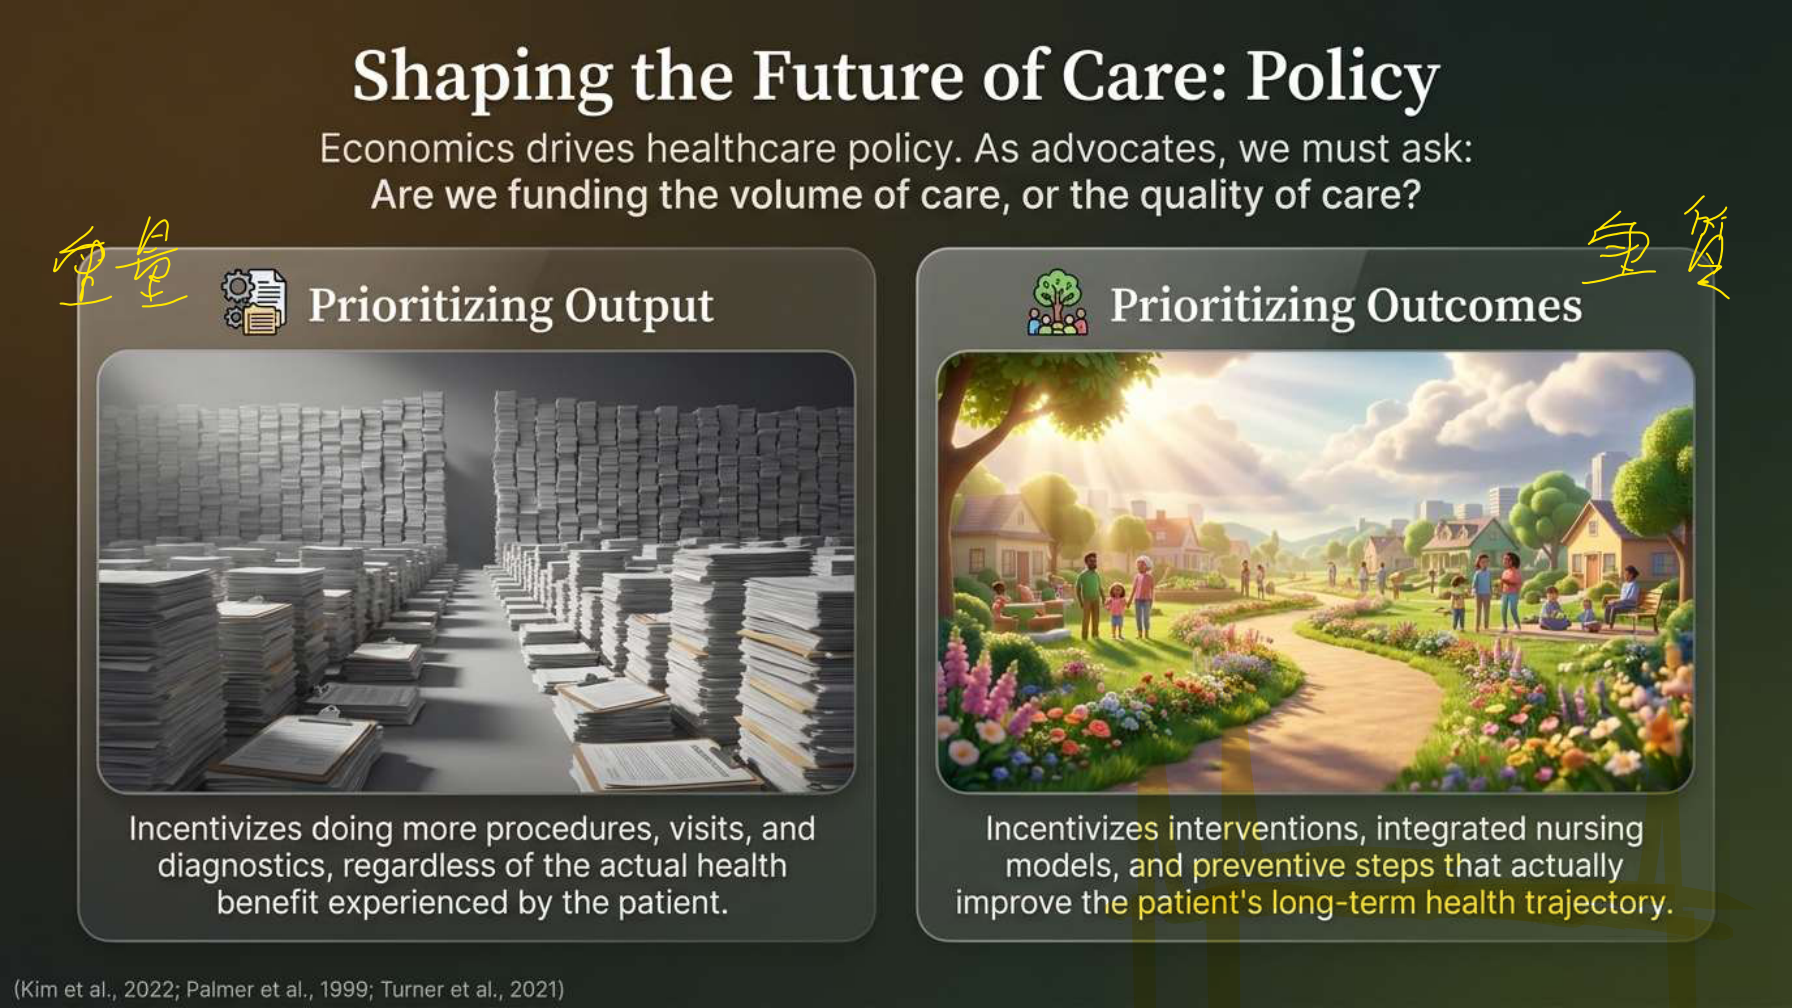 Shaping the Future of Care: Policy
Economics drives healthcare policy. As advocates, we must ask:
Are we funding the volume of care, or the quality of care?
重量
重质
Prioritizing Output
Incentivizes doing more procedures, visits, and
diagnostics, regardless of the actual health
benefit experienced by the patient.
Prioritizing Outcomes
Incentivizes interventions, integrated nursing
models, and preventive steps that actually
improve the patient's long-term health trajectory.
(Kim et al., 2022; Palmer et al., 1999; Turner et al., 2021)